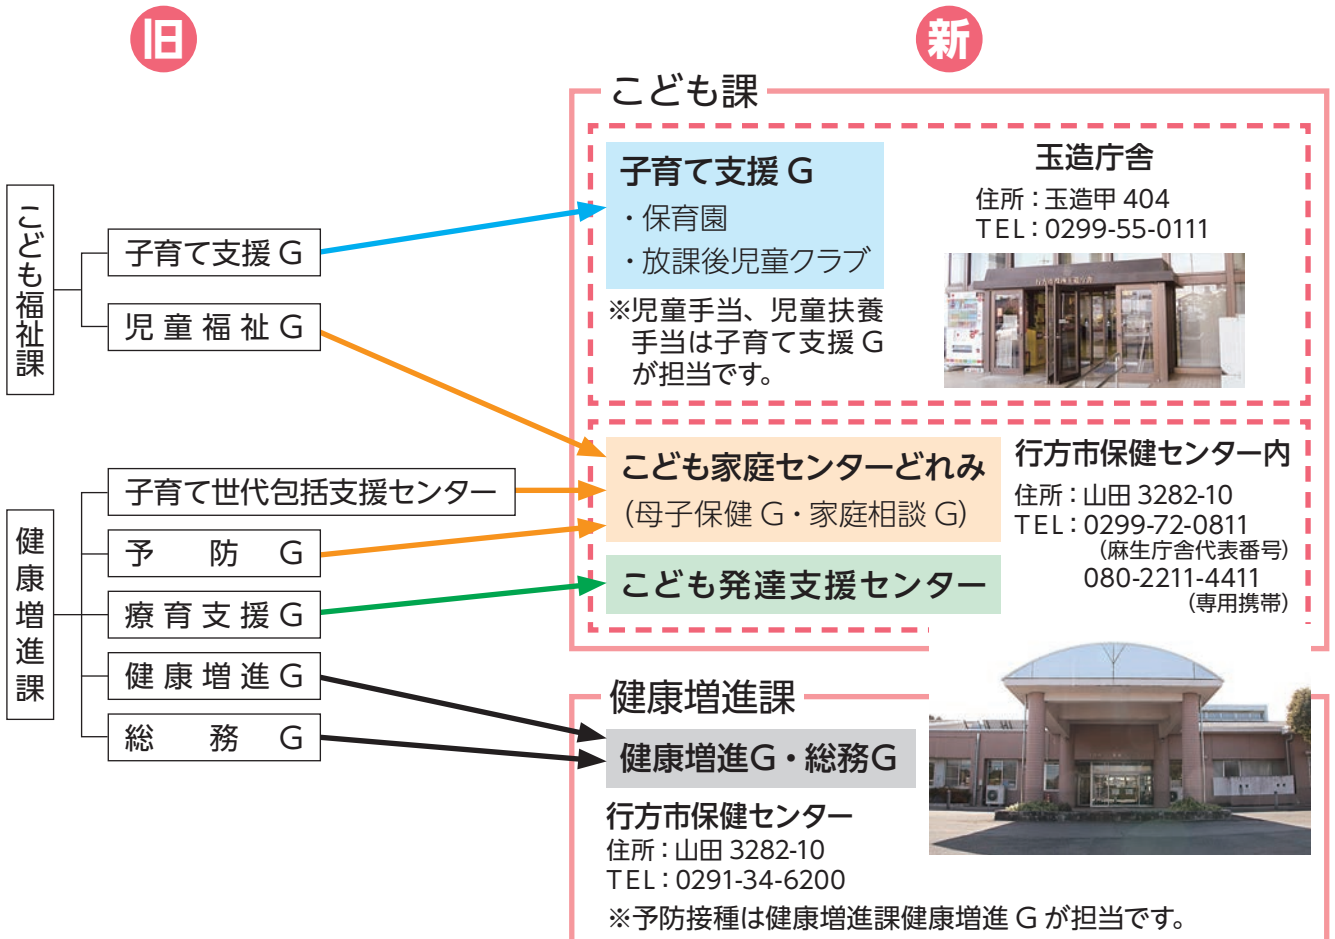 旧
こども福祉課
子育て支援 G
児童福祉G
健康増進課
子育て世代包括支援センター
予防G
療育支援G
健康増進G
総務G
新
こども課
子育て支援 G
・保育園
・放課後児童クラブ
※児童手当、児童扶養
手当は子育て支援 G
が担当です。
玉造庁舎
住所：玉造甲 404
TEL：0299-55-0111
こども家庭センターどれみ
（母子保健 G・家庭相談 G）
こども発達支援センター
行方市保健センター内
住所：山田 3282-10
TEL：0299-72-0811
（麻生庁舎代表番号）
080-2211-4411
（専用携帯）
健康増進課
健康増進G・総務G
行方市保健センター
住所：山田 3282-10
TEL：0291-34-6200
※予防接種は健康増進課健康増進 G が担当です。